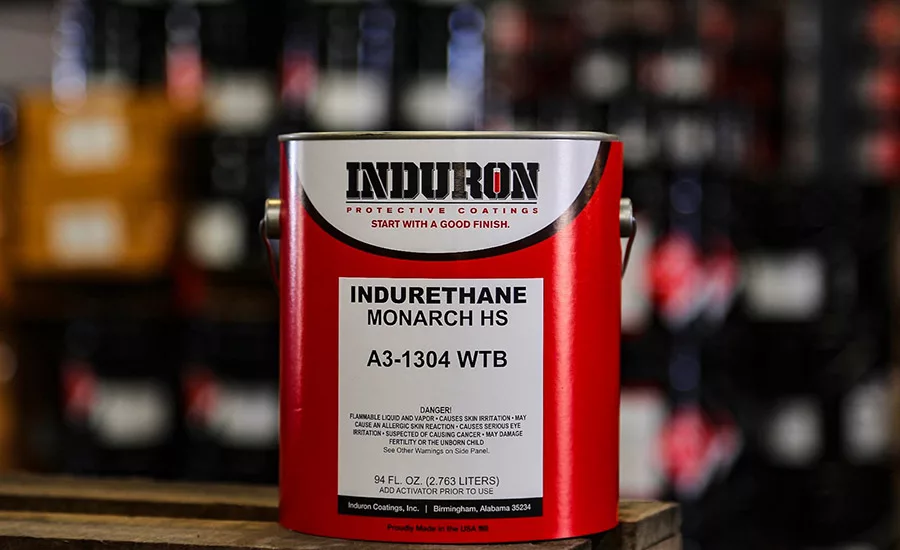 INDURON
PROTECTIVE COATINGS
START WITH A GOOD FINISH.
INDURETHANE
MONARCH HS
A3-1304 WTB
DANGER!
FLAMMABLE LIQUID AND VAPOR • CAUSES SKIN IRRITATION • MAY
CAUSE AN ALLERGIC SKIN REACTION • CAUSES SERIOUS EYE
IRRITATION • SUSPECTED OF CAUSING CANCER • MAY DAMAGE
FERTILITY OR THE UNBORN CHILD
See Other Warnings on Side Panel.
94 FL. OZ. (2.763 LITERS)
ADD ACTIVATOR PRIOR TO USE
Induron Coatings, Inc. | Birmingham, Alabama 35234
Proudly Made in the USA